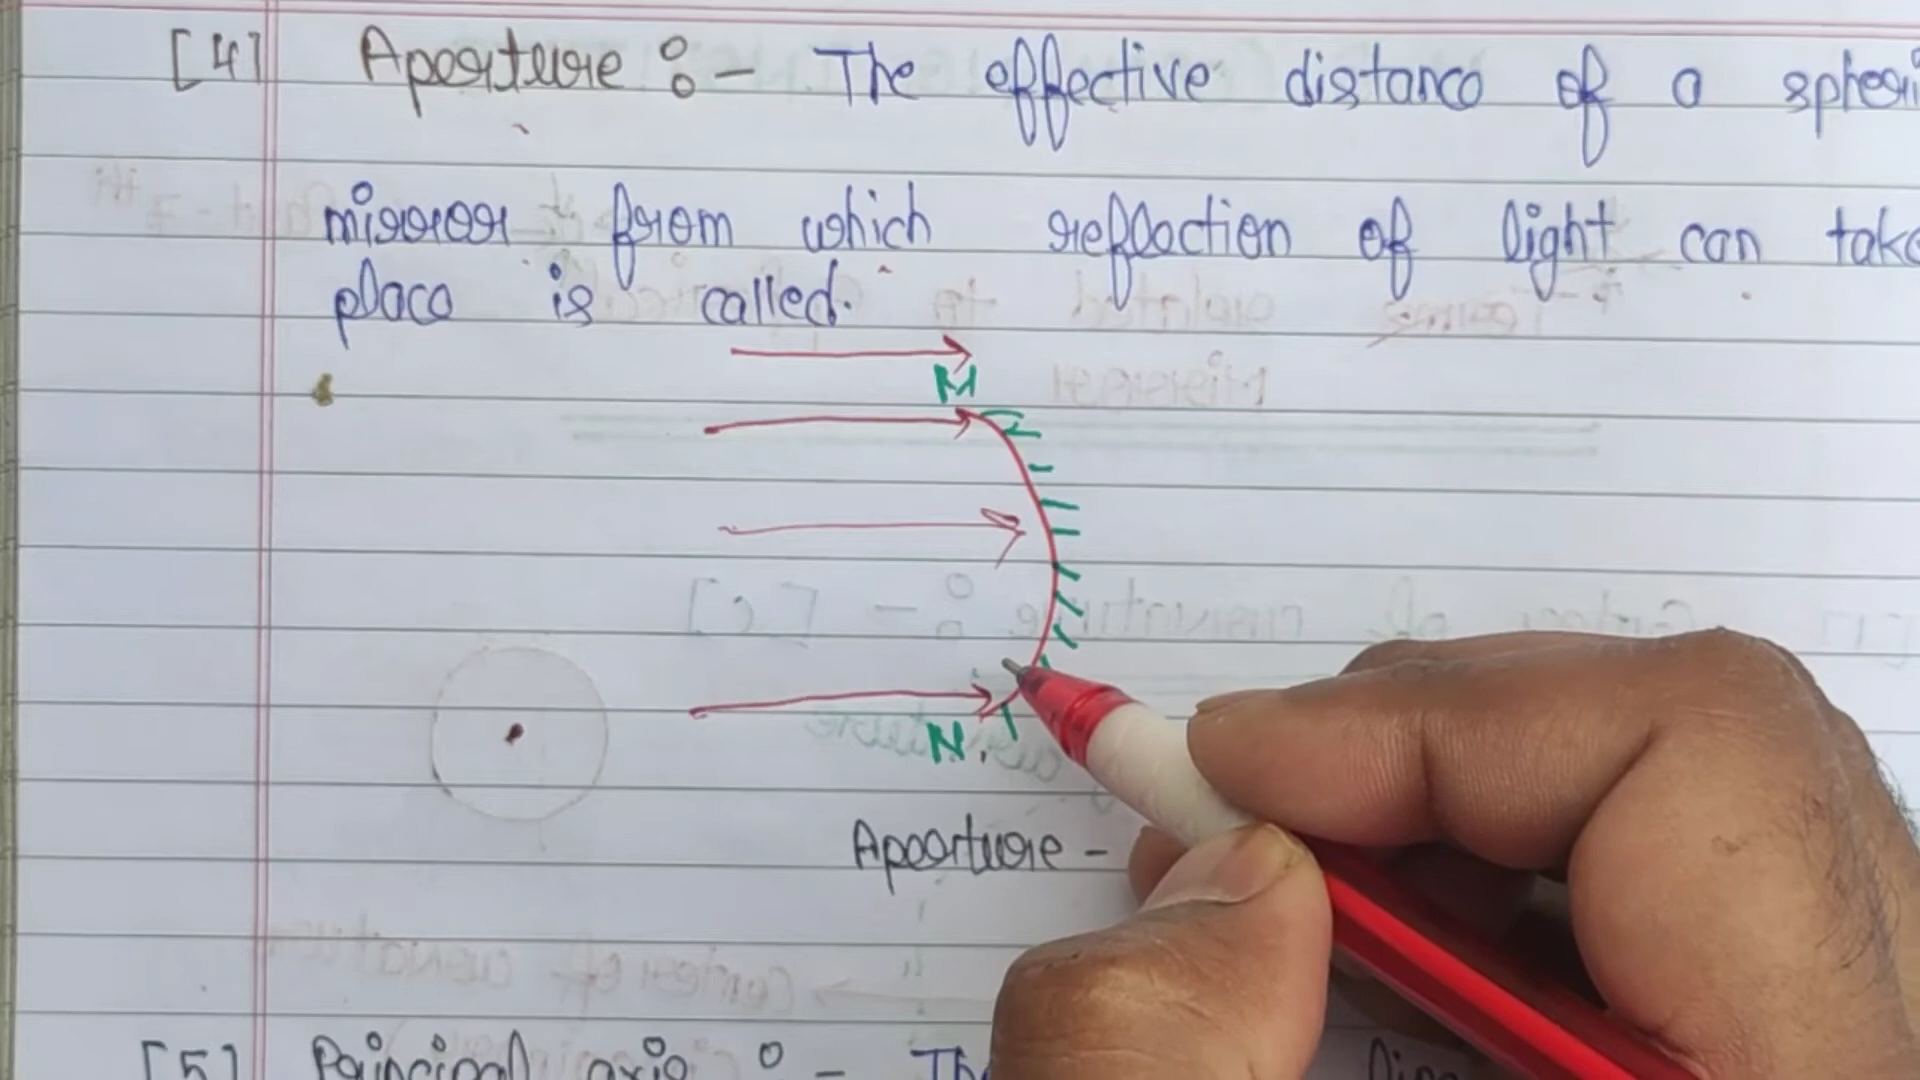 [4] Aperture :- The effective distance of a spheri
mirror from which reflection of light can take
place is called.
M
N.
Aperture -
[5] Principal axis :- The